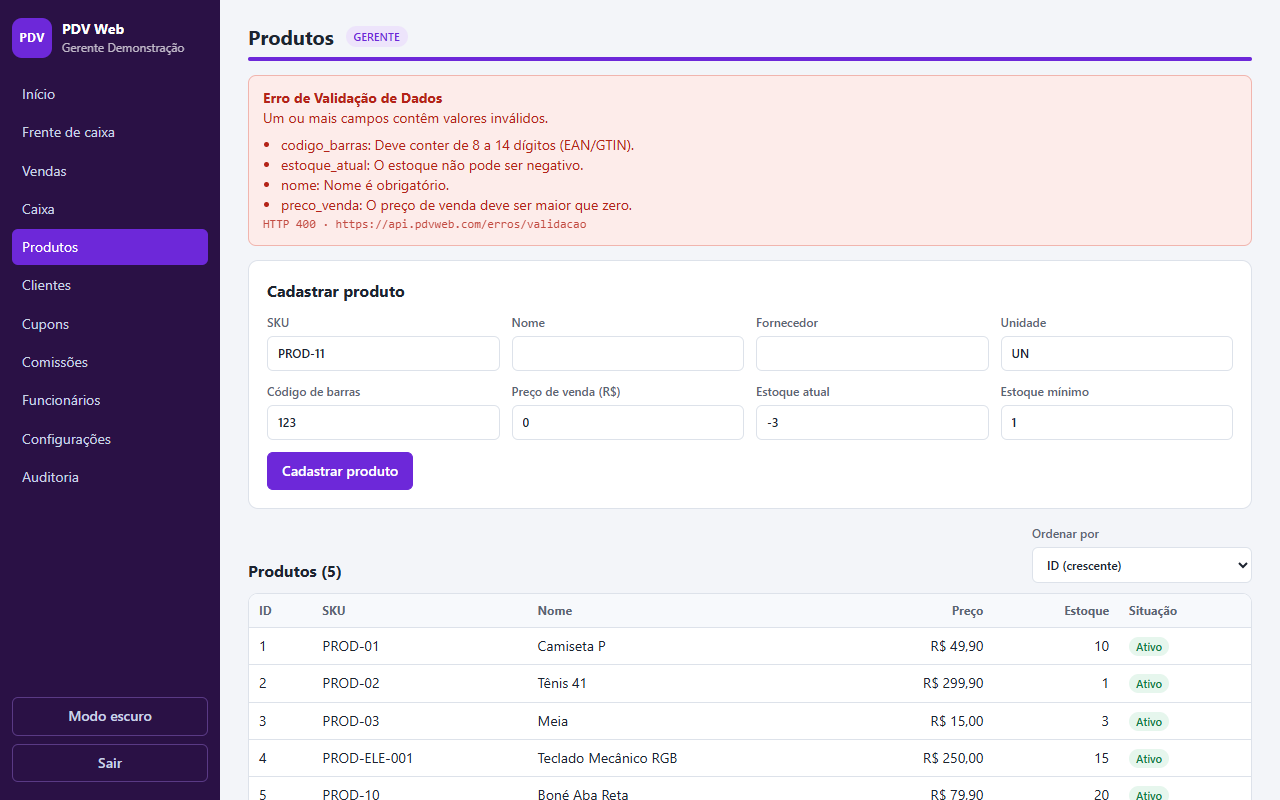 PDV
PDV Web
Gerente Demonstração
Início
Frente de caixa
Vendas
Caixa
Produtos
Clientes
Cupons
Comissões
Funcionários
Configurações
Auditoria
Modo escuro
Sair
Produtos GERENTE
Erro de Validação de Dados
Um ou mais campos contêm valores inválidos.
• codigo_barras: Deve conter de 8 a 14 dígitos (EAN/GTIN).
• estoque_atual: O estoque não pode ser negativo.
• nome: Nome é obrigatório.
• preco_venda: O preço de venda deve ser maior que zero.
HTTP 400 · https://api.pdvweb.com/erros/validacao
Cadastrar produto
SKU Nome Fornecedor Unidade
PROD-11 UN
Código de barras Preço de venda (R$) Estoque atual Estoque mínimo
123 0 -3 1
Cadastrar produto
Ordenar por
Produtos (5) ID (crescente)
ID SKU Nome Preço Estoque Situação
1 PROD-01 Camiseta P R$ 49,90 10 Ativo
2 PROD-02 Tênis 41 R$ 299,90 1 Ativo
3 PROD-03 Meia R$ 15,00 3 Ativo
4 PROD-ELE-001 Teclado Mecânico RGB R$ 250,00 15 Ativo
5 PROD-10 Boné Aba Reta R$ 79,90 20 Ativo